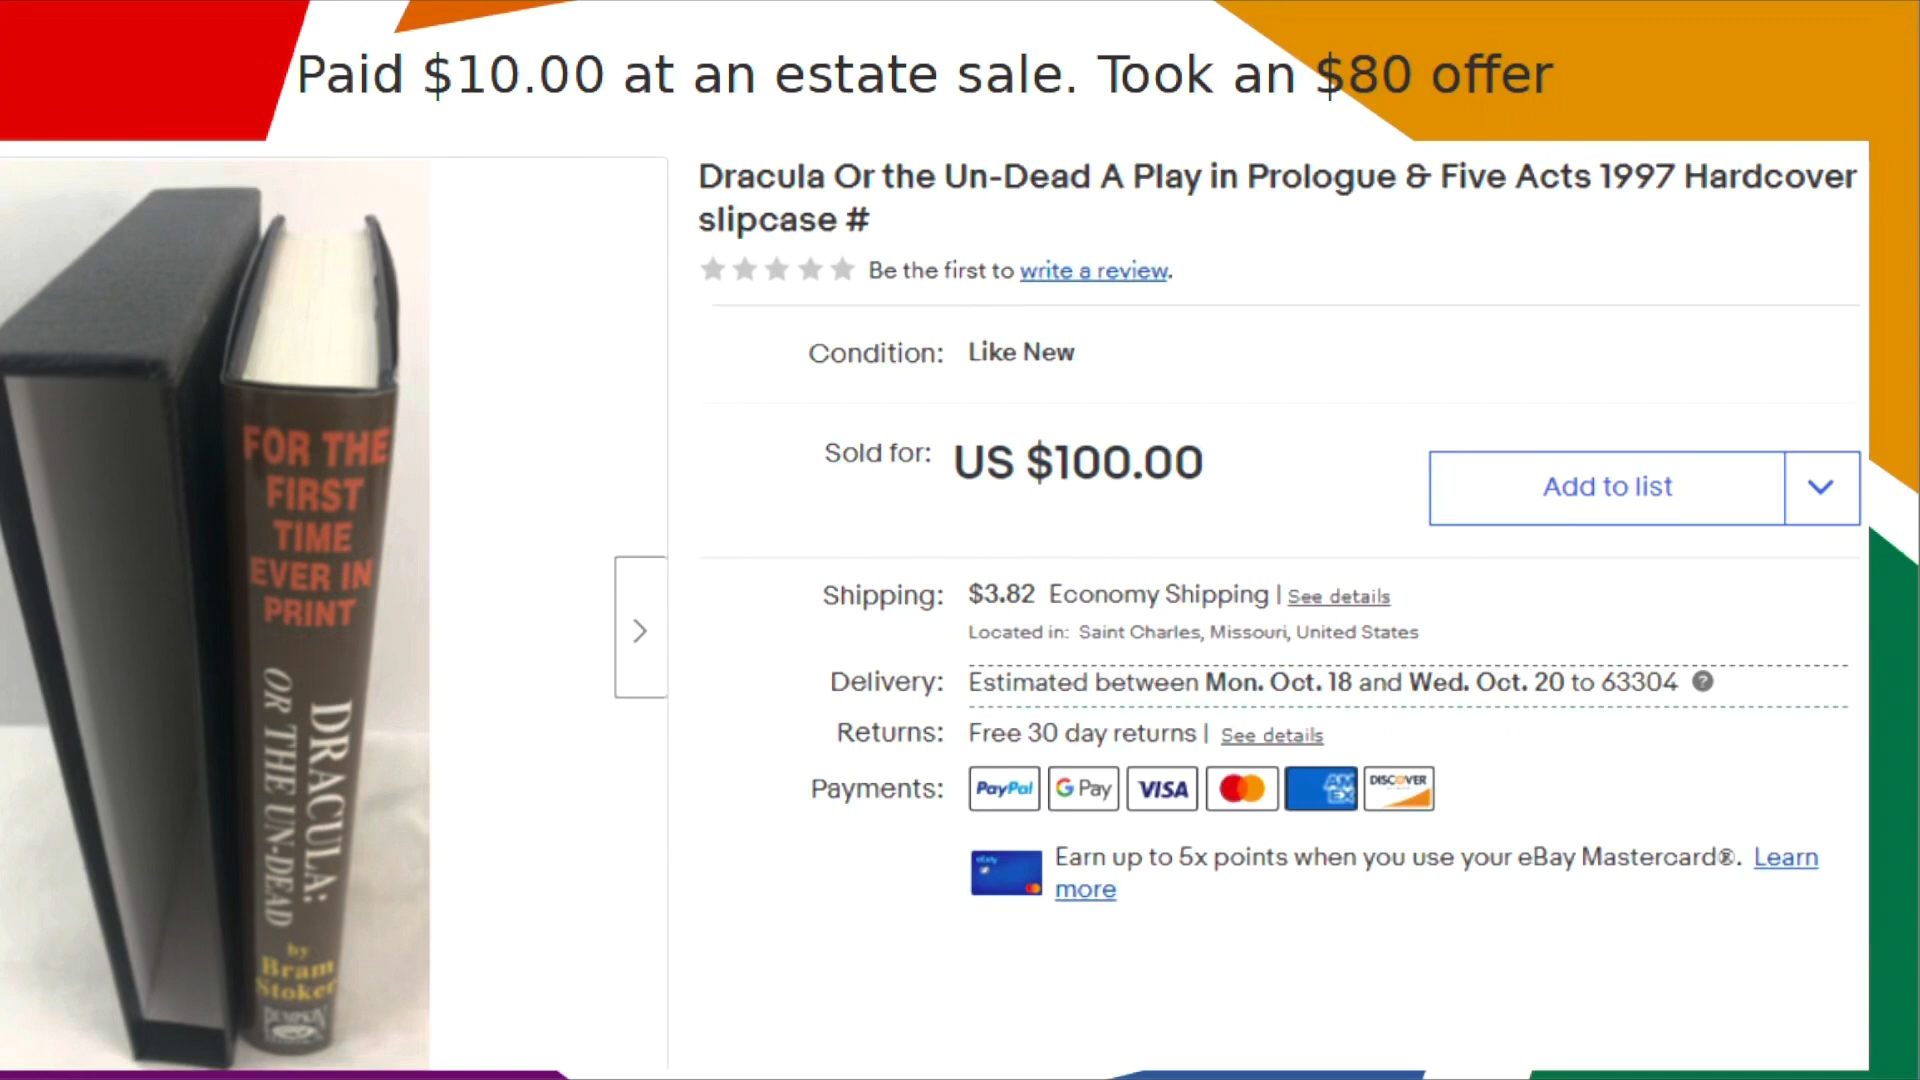 Paid $10.00 at an estate sale. Took an $80 offer
Dracula Or the Un-Dead A Play in Prologue & Five Acts 1997 Hardcover
slipcase #
Be the first to write a review.
Condition: Like New
Sold for: US $100.00
Add to list
Shipping: $3.82 Economy Shipping | See details
Located in: Saint Charles, Missouri, United States
Delivery: Estimated between Mon. Oct. 18 and Wed. Oct. 20 to 63304 ?
Returns: Free 30 day returns | See details
Payments: PayPal G Pay VISA AMEX DISCOVER
ebay
Earn up to 5x points when you use your eBay Mastercard®. Learn
more
FOR THE
FIRST
TIME
EVER IN
PRINT
DRACULA:
OR THE UN-DEAD
by
Bram
Stoker
PUMPKIN